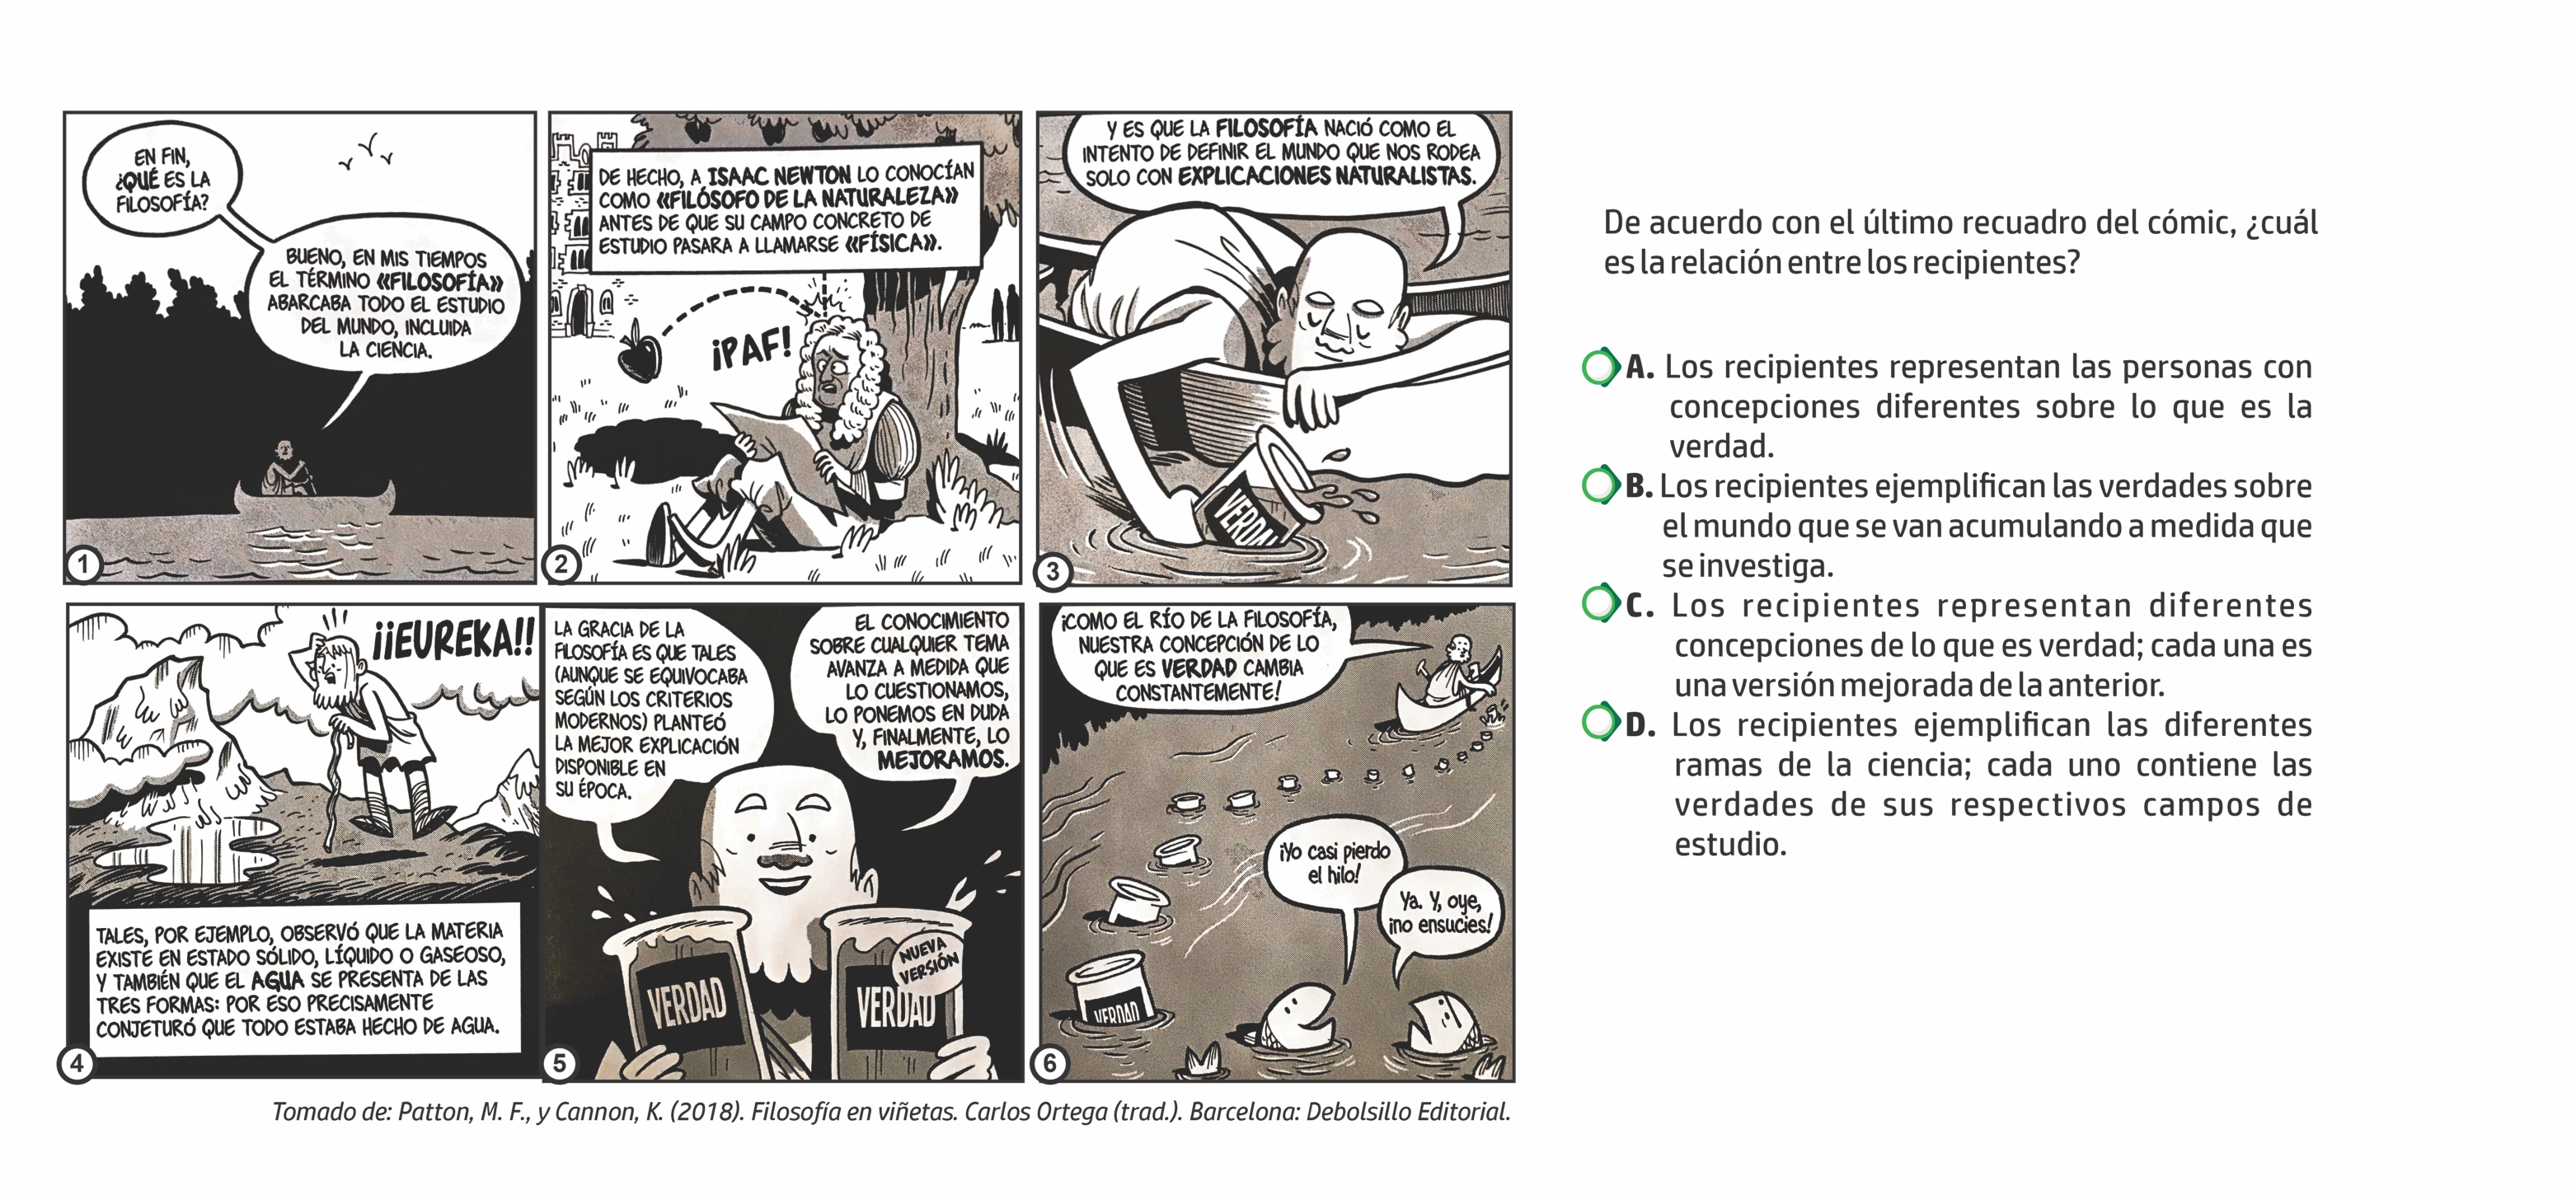 EN FIN,
¿QUÉ ES LA
FILOSOFÍA?
BUENO, EN MIS TIEMPOS
EL TÉRMINO «FILOSOFÍA»
ABARCABA TODO EL ESTUDIO
DEL MUNDO, INCLUIDA
LA CIENCIA.
1
DE HECHO, A ISAAC NEWTON LO CONOCÍAN
COMO «FILÓSOFO DE LA NATURALEZA»
ANTES DE QUE SU CAMPO CONCRETO DE
ESTUDIO PASARA A LLAMARSE «FÍSICA».
¡PAF!
2
Y ES QUE LA FILOSOFÍA NACIÓ COMO EL
INTENTO DE DEFINIR EL MUNDO QUE NOS RODEA
SOLO CON EXPLICACIONES NATURALISTAS.
VERDAD
3
¡¡EUREKA!!
TALES, POR EJEMPLO, OBSERVÓ QUE LA MATERIA
EXISTE EN ESTADO SÓLIDO, LÍQUIDO O GASEOSO,
Y TAMBIÉN QUE EL AGUA SE PRESENTA DE LAS
TRES FORMAS: POR ESO PRECISAMENTE
CONJETURÓ QUE TODO ESTABA HECHO DE AGUA.
4
LA GRACIA DE LA
FILOSOFÍA ES QUE TALES
(AUNQUE SE EQUIVOCABA
SEGÚN LOS CRITERIOS
MODERNOS) PLANTEÓ
LA MEJOR EXPLICACIÓN
DISPONIBLE EN
SU ÉPOCA.
EL CONOCIMIENTO
SOBRE CUALQUIER TEMA
AVANZA A MEDIDA QUE
LO CUESTIONAMOS,
LO PONEMOS EN DUDA
Y, FINALMENTE, LO
MEJORAMOS.
VERDAD
NUEVA
VERSIÓN
VERDAD
5
¡COMO EL RÍO DE LA FILOSOFÍA,
NUESTRA CONCEPCIÓN DE LO
QUE ES VERDAD CAMBIA
CONSTANTEMENTE!
¡Yo casi pierdo
el hilo!
Ya. Y, oye,
¡no ensucies!
VERDAD
6
Tomado de: Patton, M. F., y Cannon, K. (2018). Filosofía en viñetas. Carlos Ortega (trad.). Barcelona: Debolsillo Editorial.
De acuerdo con el último recuadro del cómic, ¿cuál
es la relación entre los recipientes?
A. Los recipientes representan las personas con
concepciones diferentes sobre lo que es la
verdad.
B. Los recipientes ejemplifican las verdades sobre
el mundo que se van acumulando a medida que
se investiga.
C. Los recipientes representan diferentes
concepciones de lo que es verdad; cada una es
una versión mejorada de la anterior.
D. Los recipientes ejemplifican las diferentes
ramas de la ciencia; cada uno contiene las
verdades de sus respectivos campos de
estudio.